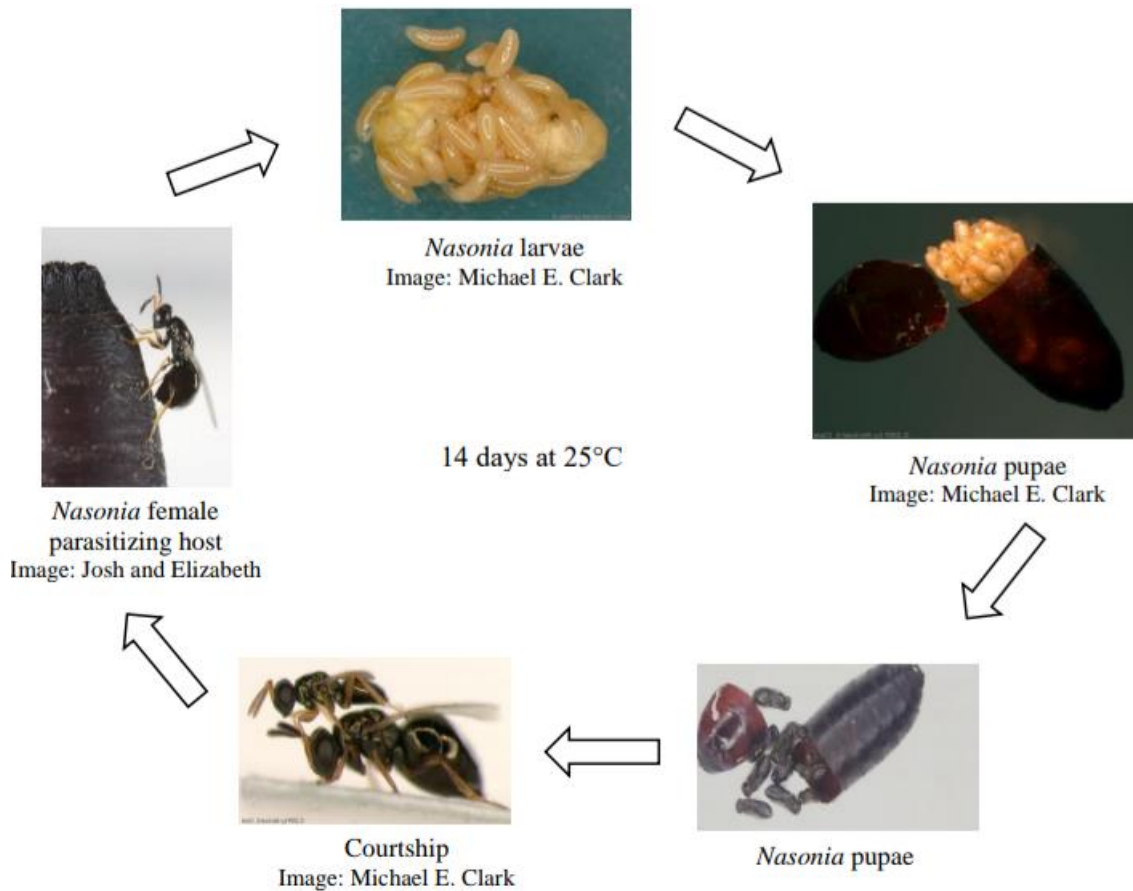 Nasonia larvae
Image: Michael E. Clark
Nasonia pupae
Image: Michael E. Clark
14 days at 25°C
Nasonia female
parasitizing host
Image: Josh and Elizabeth
Courtship
Image: Michael E. Clark
Nasonia pupae